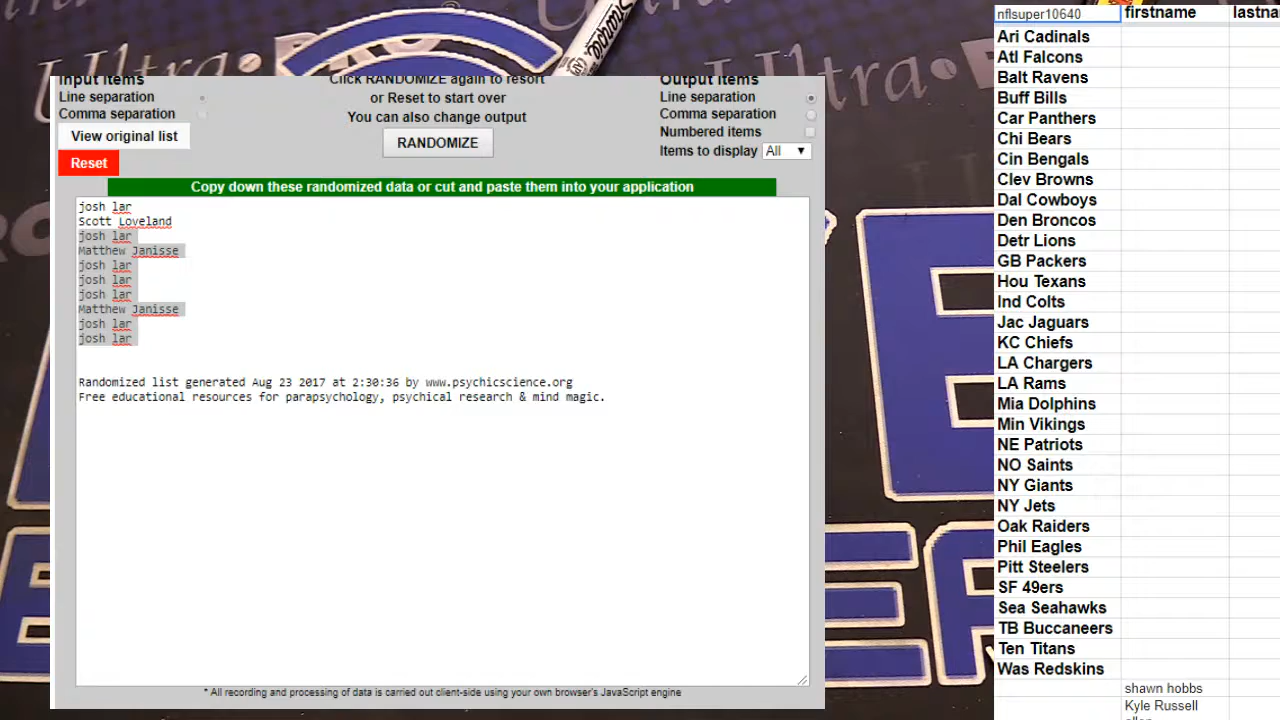 Input Items
Line separation
Comma separation
View original list
Reset
Click RANDOMIZE again to resort
or Reset to start over
You can also change output
RANDOMIZE
Output Items
Line separation
Comma separation
Numbered items
Items to display All
Copy down these randomized data or cut and paste them into your application
josh lar
Scott Loveland
josh lar
Matthew Janisse
josh lar
josh lar
josh lar
Matthew Janisse
josh lar
josh lar
Randomized list generated Aug 23 2017 at 2:30:36 by www.psychicscience.org
Free educational resources for parapsychology, psychical research & mind magic.
* All recording and processing of data is carried out client-side using your own browser's JavaScript engine
nflsuper10640 firstname lastna
Ari Cadinals
Atl Falcons
Balt Ravens
Buff Bills
Car Panthers
Chi Bears
Cin Bengals
Clev Browns
Dal Cowboys
Den Broncos
Detr Lions
GB Packers
Hou Texans
Ind Colts
Jac Jaguars
KC Chiefs
LA Chargers
LA Rams
Mia Dolphins
Min Vikings
NE Patriots
NO Saints
NY Giants
NY Jets
Oak Raiders
Phil Eagles
Pitt Steelers
SF 49ers
Sea Seahawks
TB Buccaneers
Ten Titans
Was Redskins
shawn hobbs
Kyle Russell
Ultra